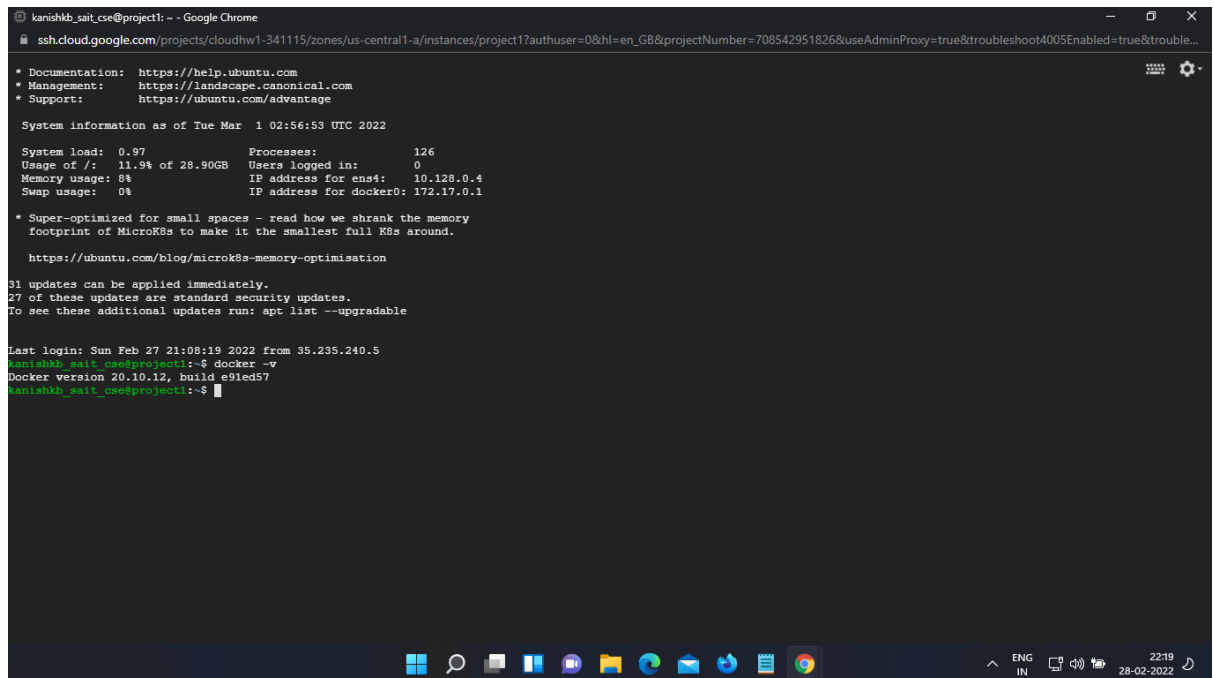 kanishkb_sait_cse@project1: ~ - Google Chrome
ssh.cloud.google.com/projects/cloudhw1-341115/zones/us-central1-a/instances/project1?authuser=0&hl=en_GB&projectNumber=708542951826&useAdminProxy=true&troubleshoot4005Enabled=true&trouble...
* Documentation:  https://help.ubuntu.com
* Management:     https://landscape.canonical.com
* Support:        https://ubuntu.com/advantage
System information as of Tue Mar  1 02:56:53 UTC 2022
System load:  0.97               Processes:              126
Usage of /:   11.9% of 28.90GB   Users logged in:        0
Memory usage: 8%                 IP address for ens4:    10.128.0.4
Swap usage:   0%                 IP address for docker0: 172.17.0.1
* Super-optimized for small spaces - read how we shrank the memory
footprint of MicroK8s to make it the smallest full K8s around.
https://ubuntu.com/blog/microk8s-memory-optimisation
31 updates can be applied immediately.
27 of these updates are standard security updates.
To see these additional updates run: apt list --upgradable
Last login: Sun Feb 27 21:08:19 2022 from 35.235.240.5
kanishkb_sait_cse@project1:~$ docker -v
Docker version 20.10.12, build e91ed57
kanishkb_sait_cse@project1:~$
ENG 22:19
IN 28-02-2022